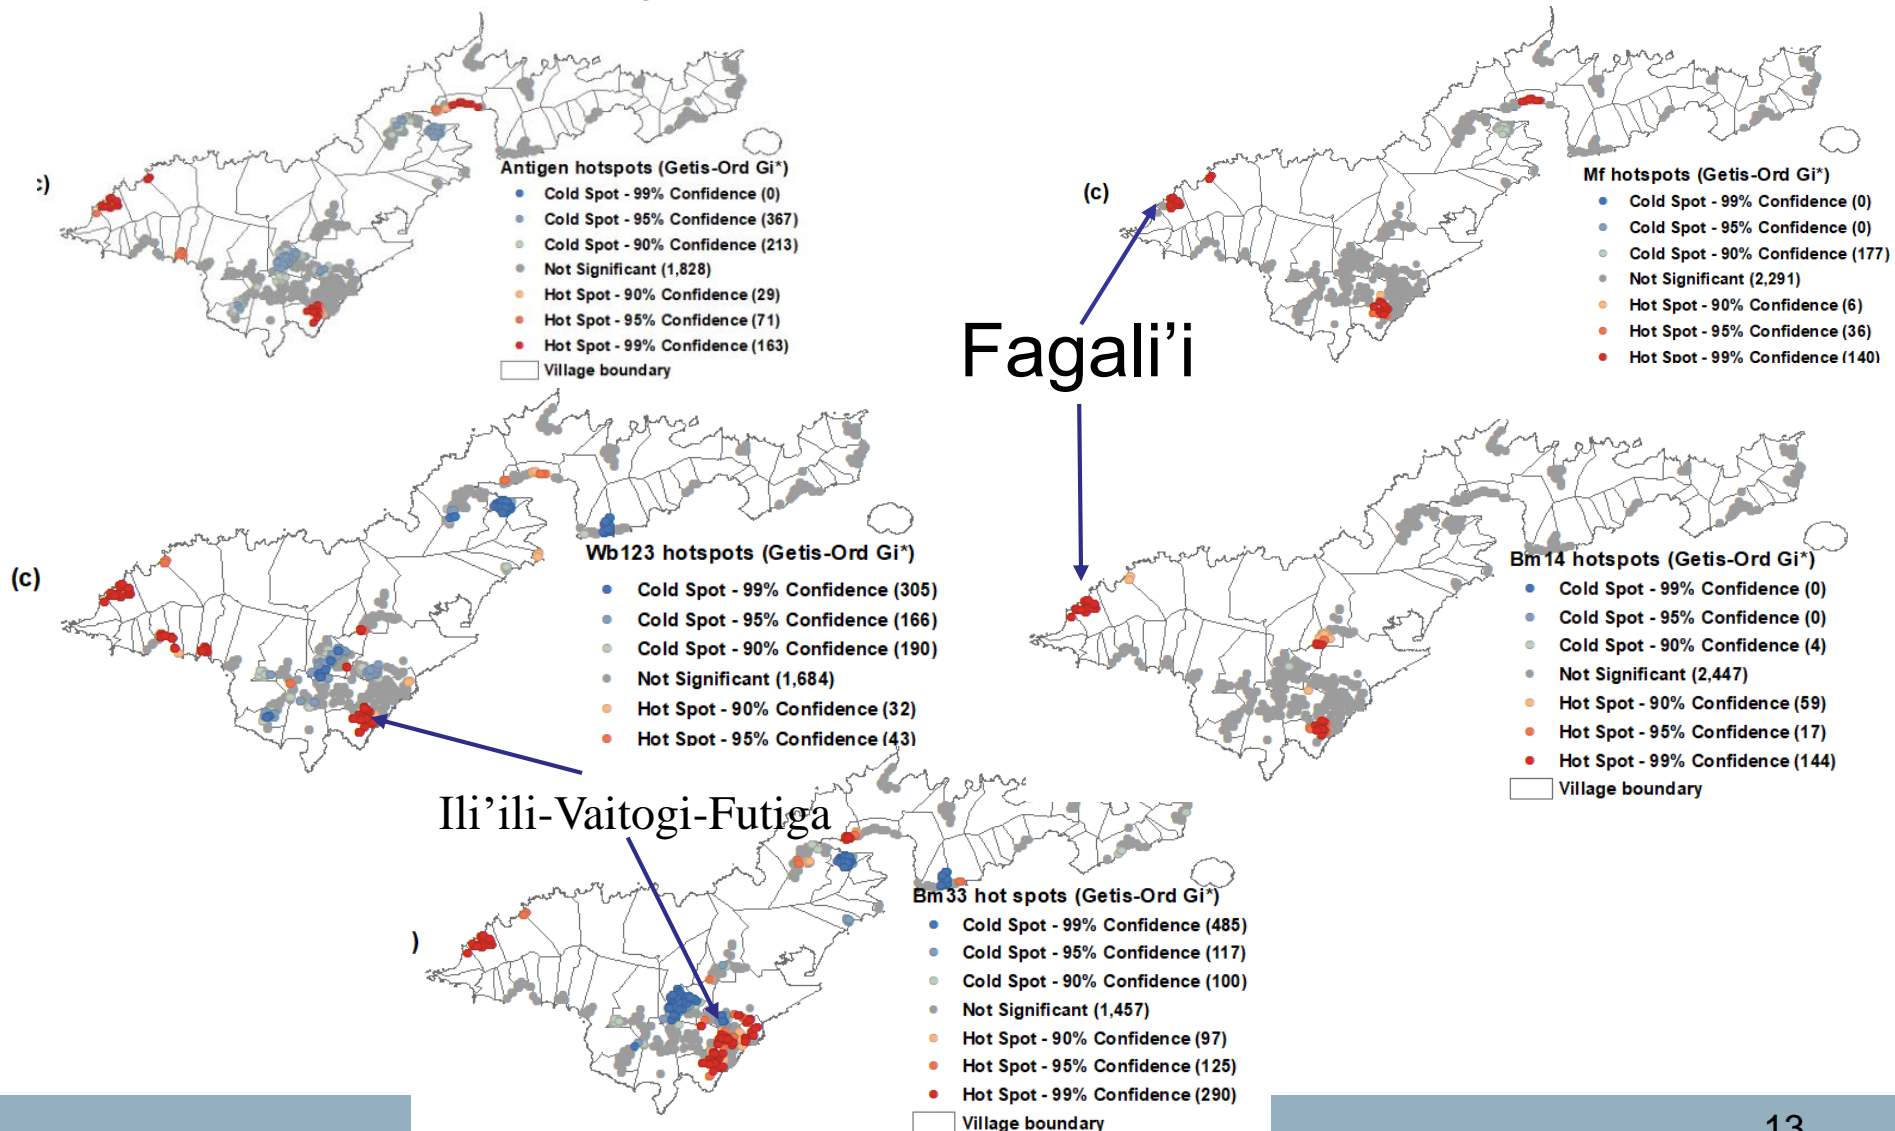 Antigen hotspots (Getis-Ord Gi*)
Cold Spot - 99% Confidence (0)
Cold Spot - 95% Confidence (367)
Cold Spot - 90% Confidence (213)
Not Significant (1,828)
Hot Spot - 90% Confidence (29)
Hot Spot - 95% Confidence (71)
Hot Spot - 99% Confidence (163)
Village boundary
c)
(c)
Mf hotspots (Getis-Ord Gi*)
Cold Spot - 99% Confidence (0)
Cold Spot - 95% Confidence (0)
Cold Spot - 90% Confidence (177)
Not Significant (2,291)
Hot Spot - 90% Confidence (6)
Hot Spot - 95% Confidence (36)
Hot Spot - 99% Confidence (140)
Fagali’i
(c)
Wb123 hotspots (Getis-Ord Gi*)
Cold Spot - 99% Confidence (305)
Cold Spot - 95% Confidence (166)
Cold Spot - 90% Confidence (190)
Not Significant (1,684)
Hot Spot - 90% Confidence (32)
Hot Spot - 95% Confidence (43)
Bm14 hotspots (Getis-Ord Gi*)
Cold Spot - 99% Confidence (0)
Cold Spot - 95% Confidence (0)
Cold Spot - 90% Confidence (4)
Not Significant (2,447)
Hot Spot - 90% Confidence (59)
Hot Spot - 95% Confidence (17)
Hot Spot - 99% Confidence (144)
Village boundary
Ili’ili-Vaitogi-Futiga
)
Bm33 hot spots (Getis-Ord Gi*)
Cold Spot - 99% Confidence (485)
Cold Spot - 95% Confidence (117)
Cold Spot - 90% Confidence (100)
Not Significant (1,457)
Hot Spot - 90% Confidence (97)
Hot Spot - 95% Confidence (125)
Hot Spot - 99% Confidence (290)
Village boundary
13